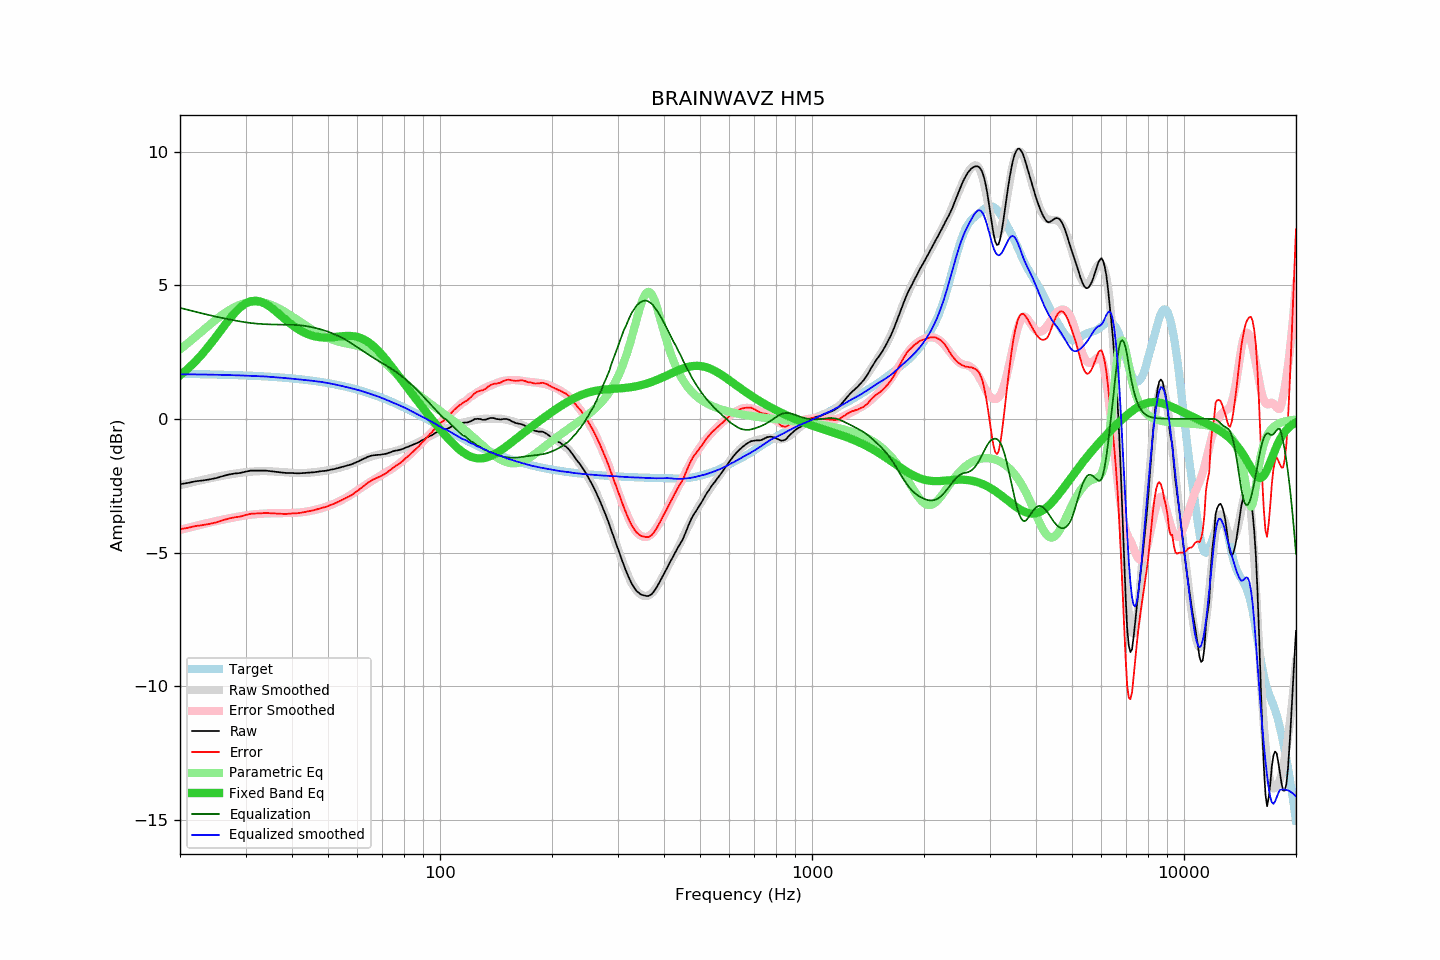 BRAINWAVZ HM5
Amplitude (dBr)
10
5
0
−5
−10
−15
Target
Raw Smoothed
Error Smoothed
Raw
Error
Parametric Eq
Fixed Band Eq
Equalization
Equalized smoothed
100
1000
10000
Frequency (Hz)